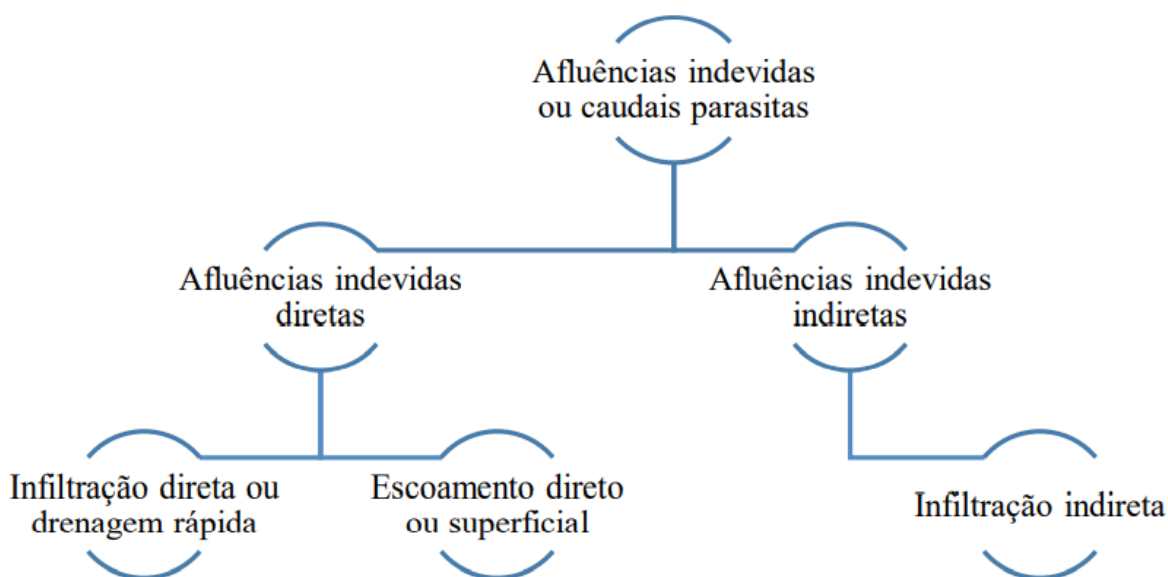 Afluências indevidas
ou caudais parasitas
Afluências indevidas
diretas
Afluências indevidas
indiretas
Infiltração direta ou
drenagem rápida
Escoamento direto
ou superficial
Infiltração indireta